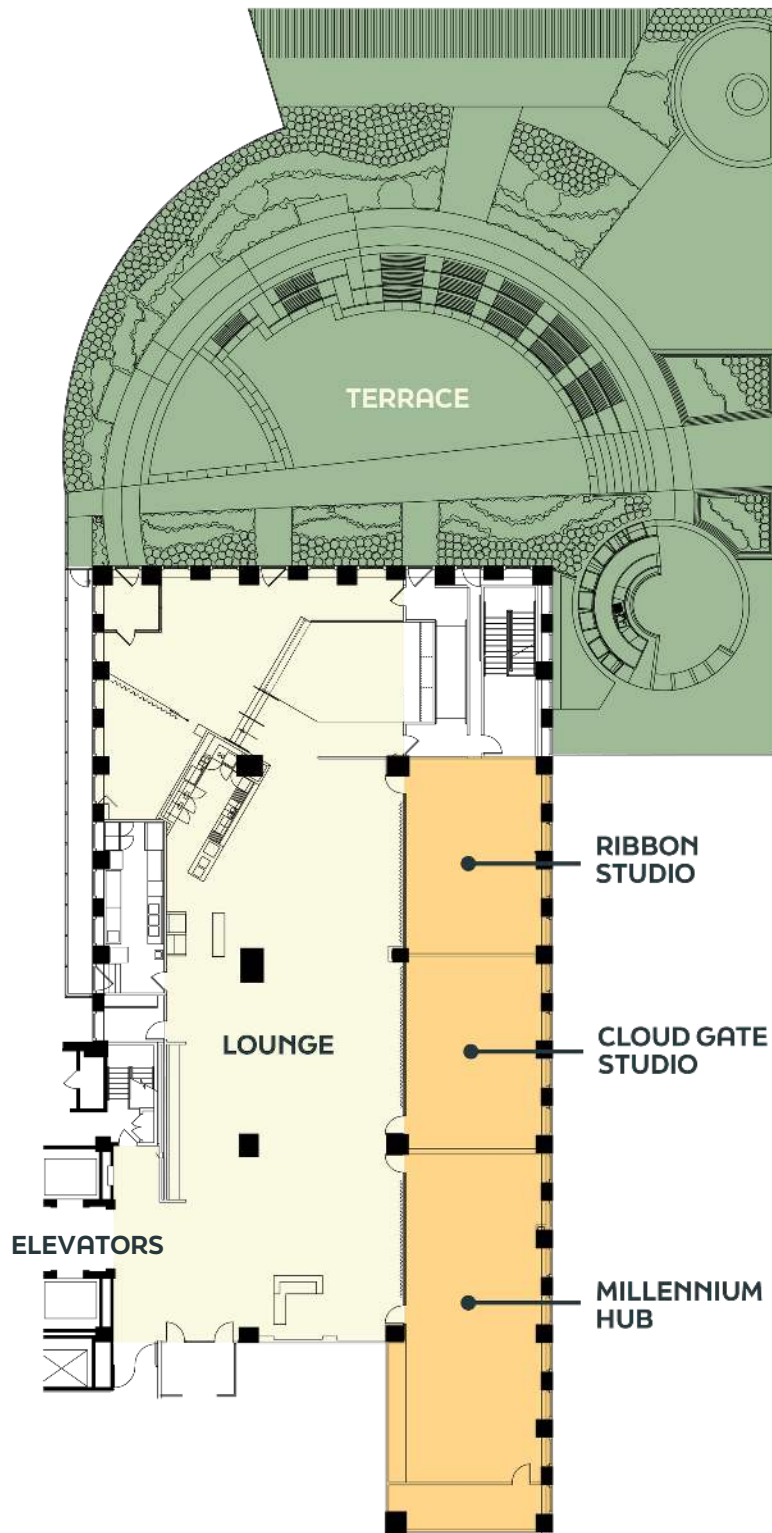 TERRACE
RIBBON
STUDIO
CLOUD GATE
STUDIO
LOUNGE
ELEVATORS
MILLENNIUM
HUB